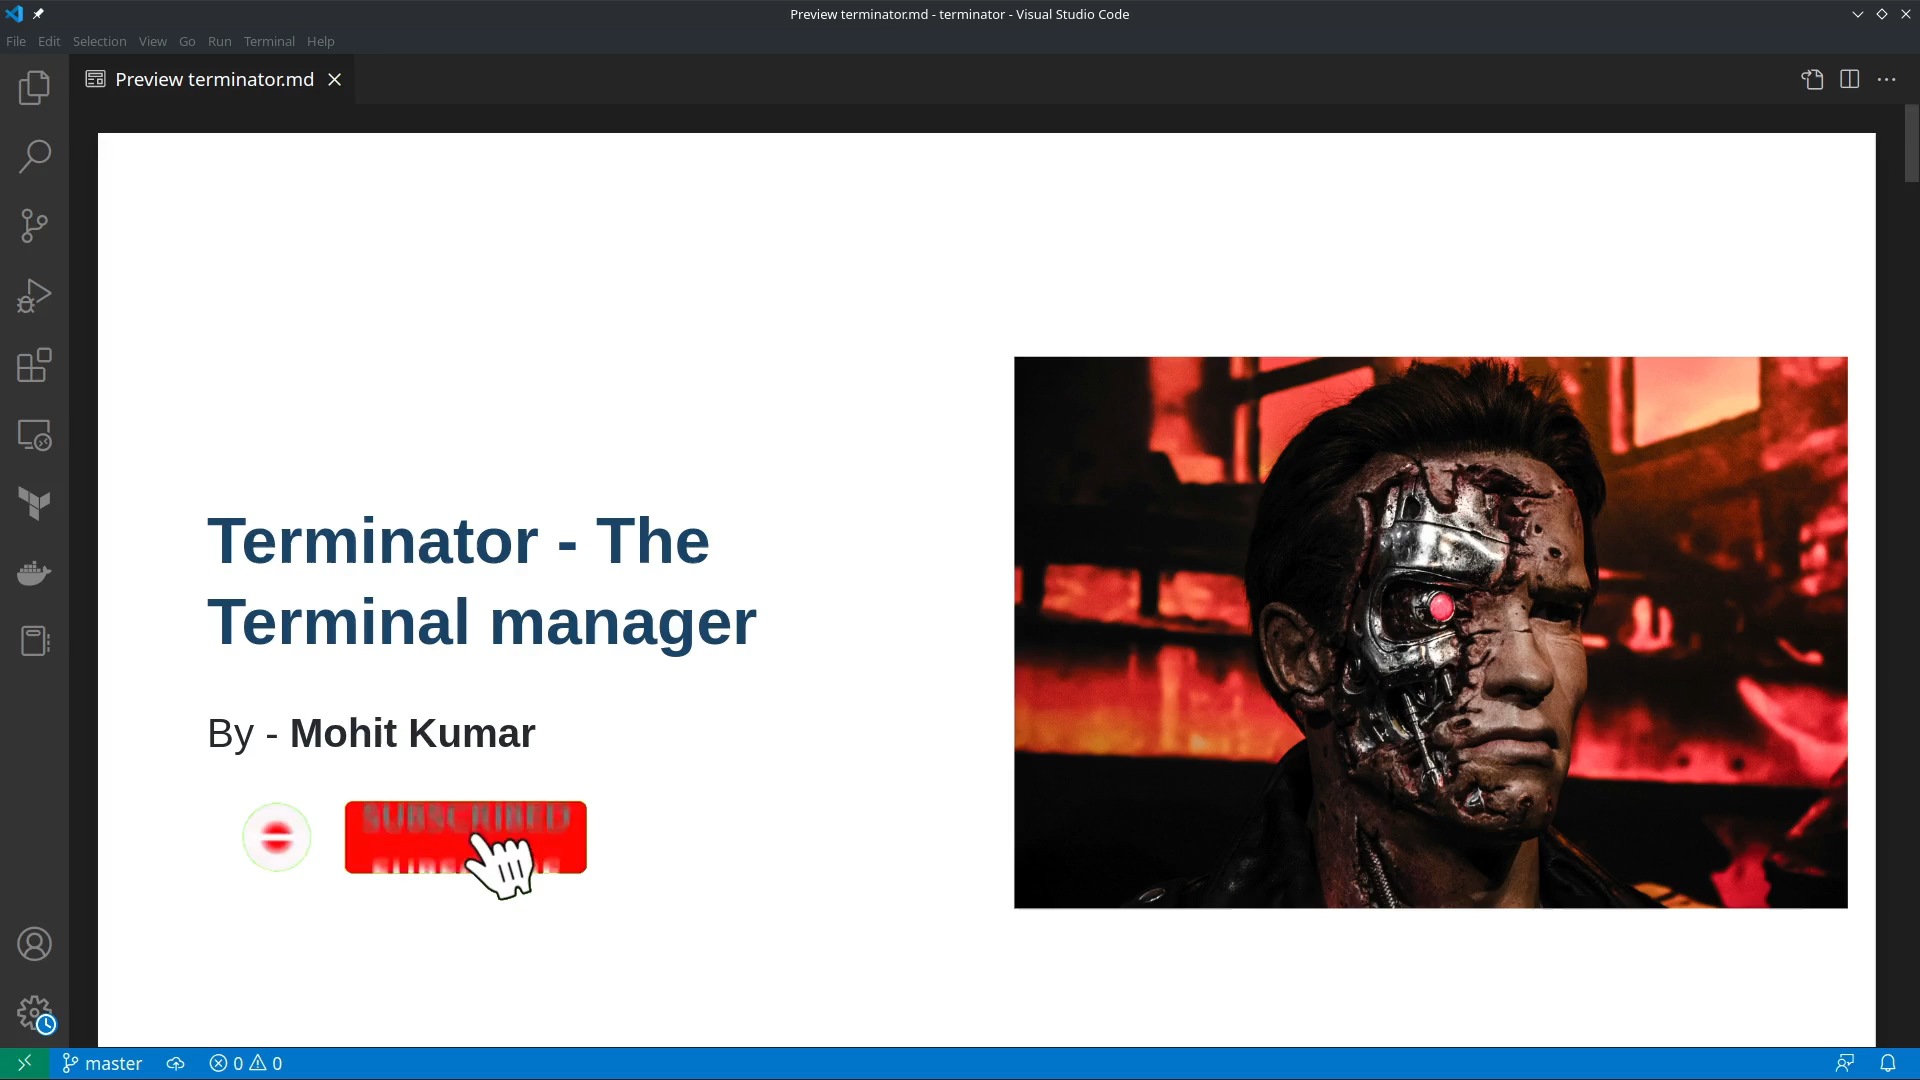 Preview terminator.md - terminator - Visual Studio Code
File Edit Selection View Go Run Terminal Help
Preview terminator.md
Terminator - The
Terminal manager
By - Mohit Kumar
SUBSCRIBED
master 0 0